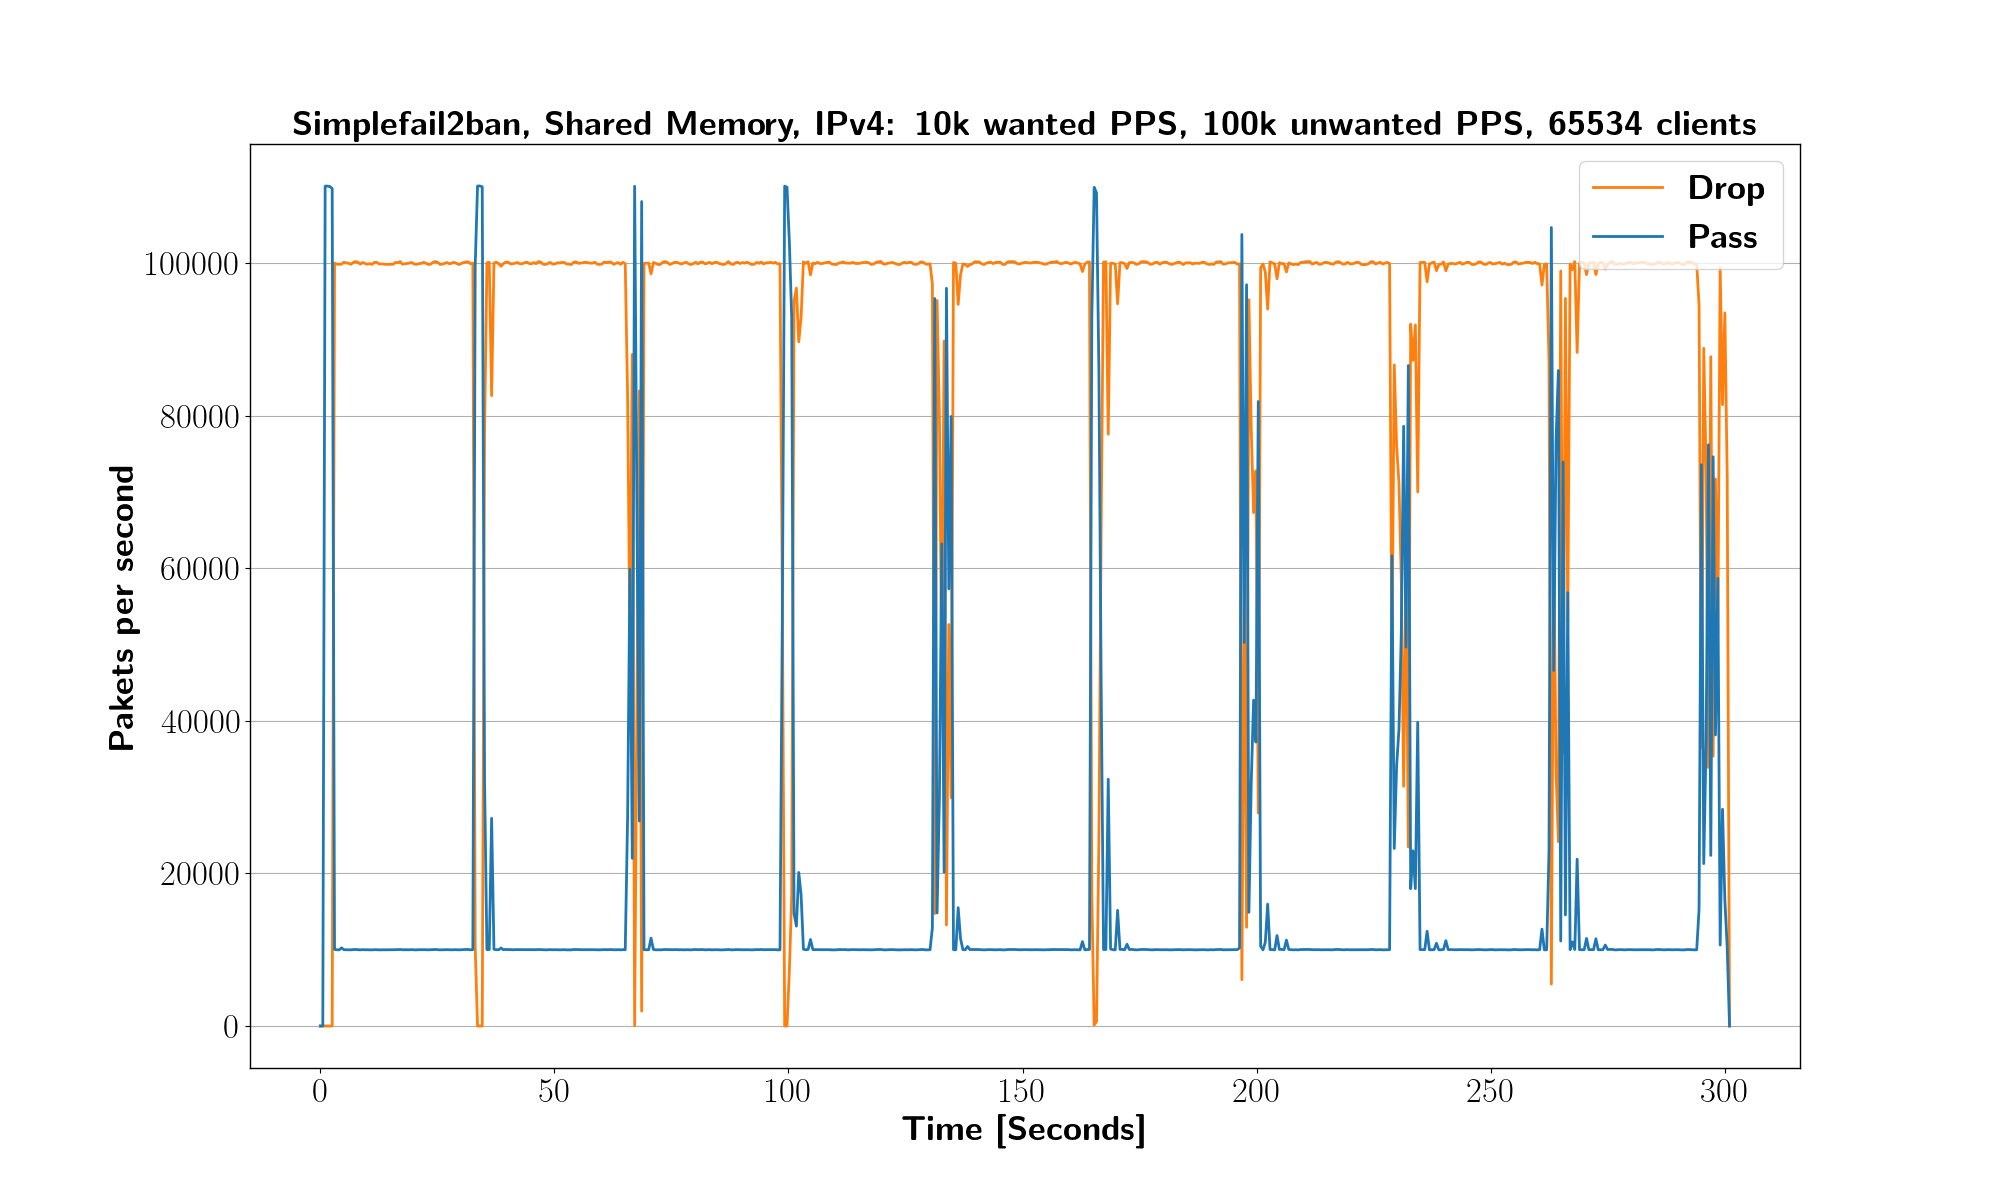 Simplefail2ban, Shared Memory, IPv4: 10k wanted PPS, 100k unwanted PPS, 65534 clients
Drop
Pass
100000
80000
60000
40000
20000
0
Pakets per second
0 50 100 150 200 250 300
Time [Seconds]